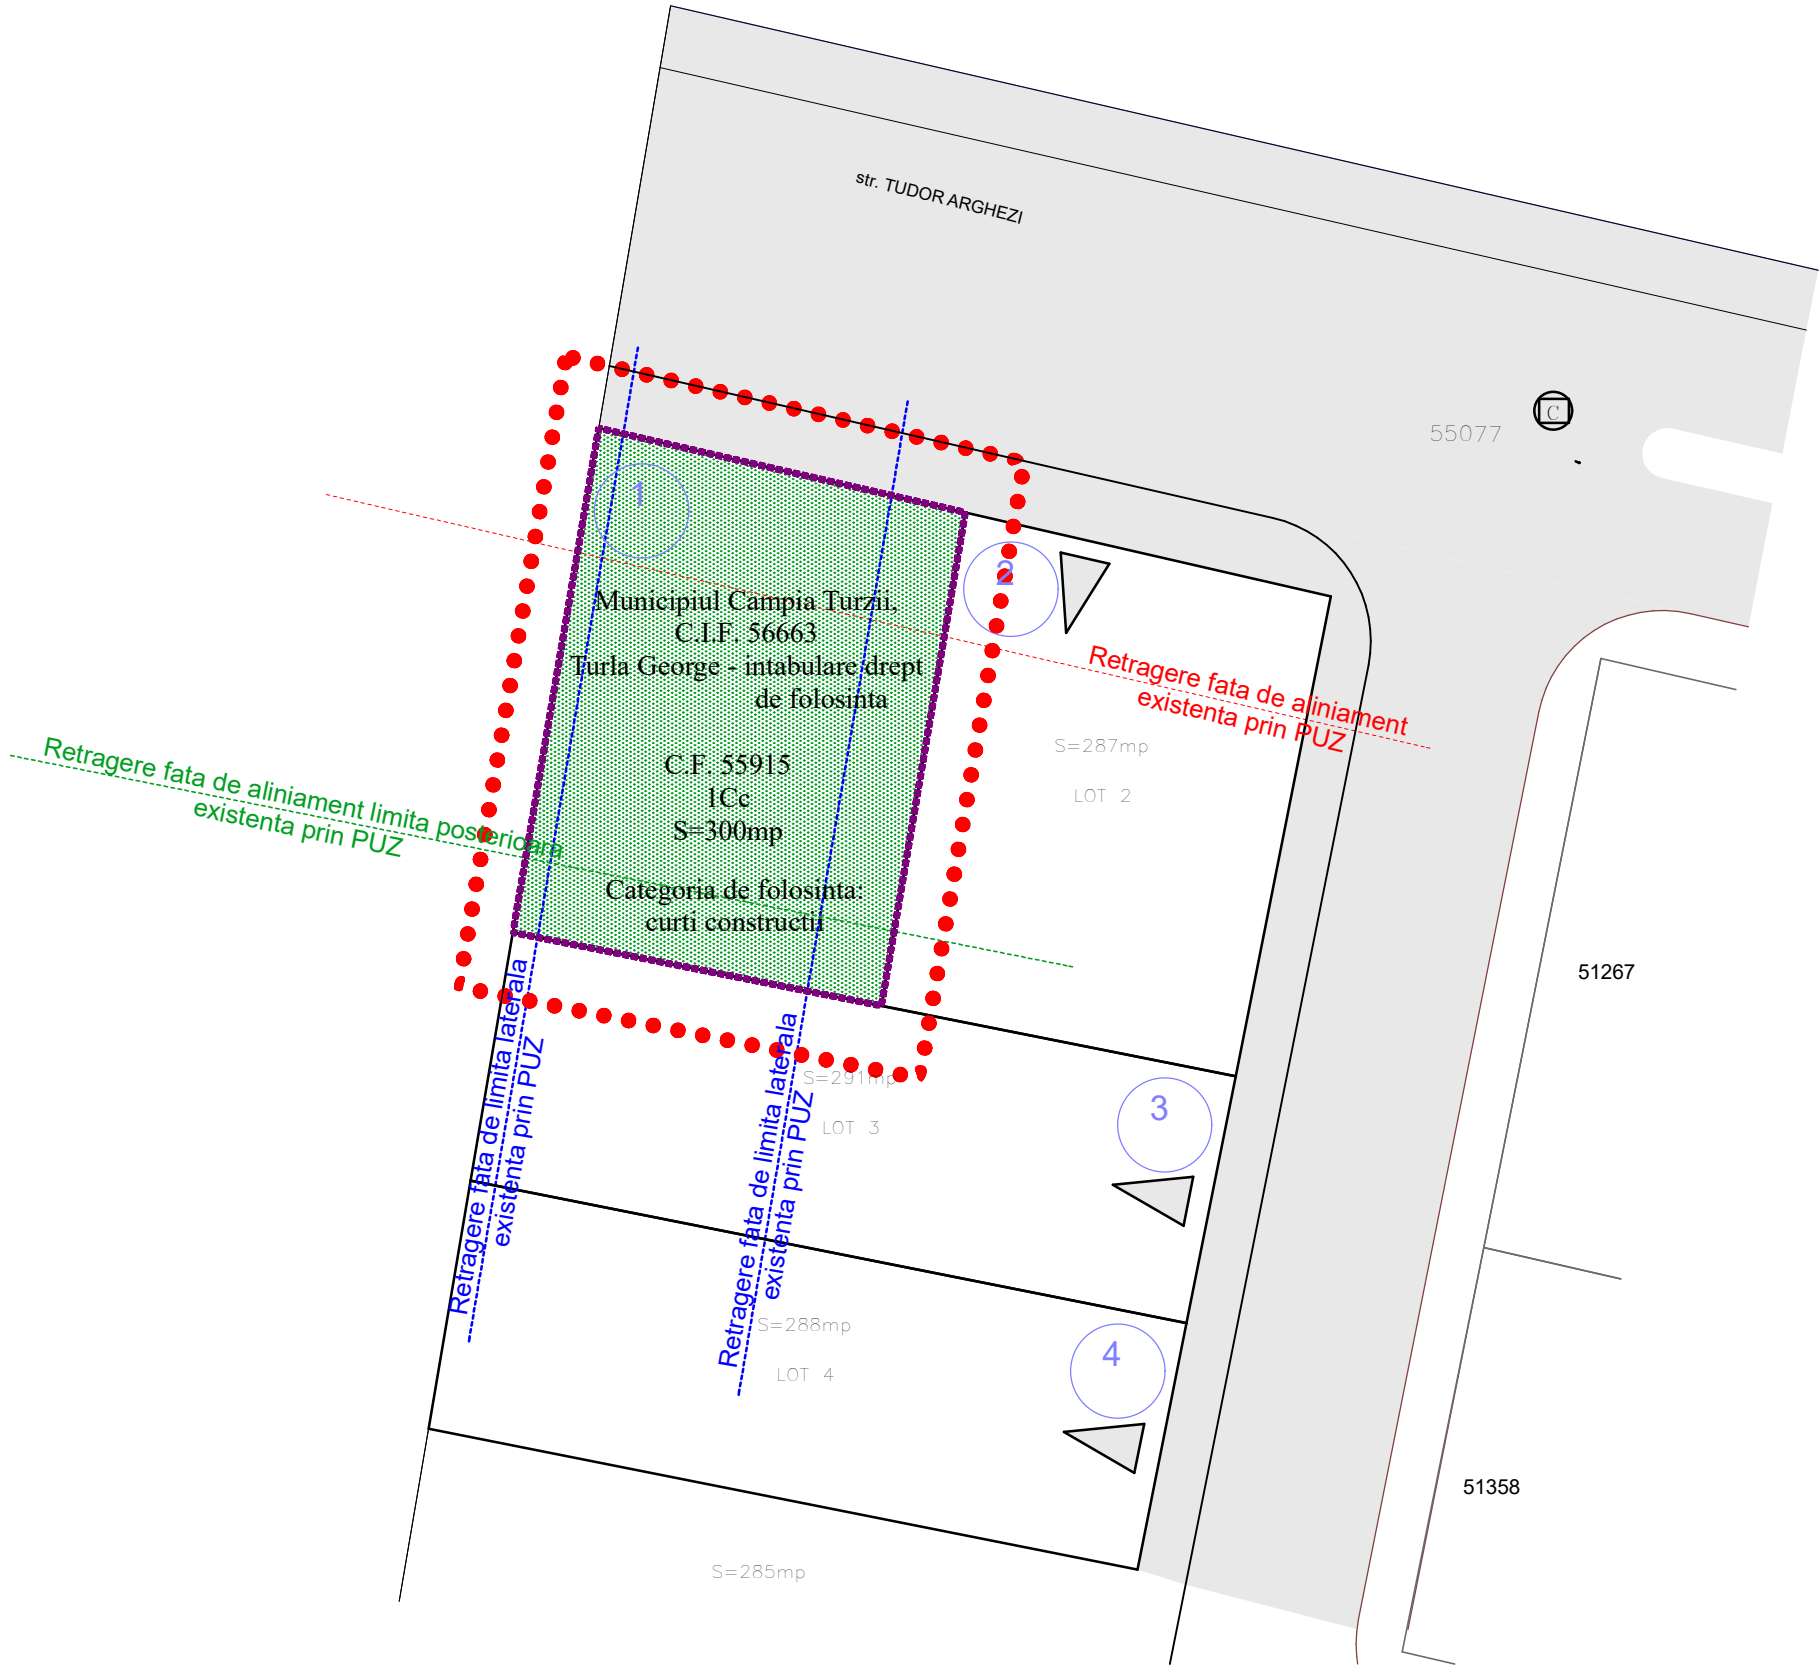 str. TUDOR ARGHEZI
C
55077
1
2
Municipiul Campia Turzii,
C.I.F. 56663
Turla George - intabulare drept
de folosinta
C.F. 55915
1Cc
S=300mp
Categoria de folosinta:
curti constructii
Retragere fata de aliniament
existenta prin PUZ
S=287mp
LOT 2
Retragere fata de aliniament limita posterioara
existenta prin PUZ
51267
Retragere fata de limita laterala
existenta prin PUZ
Retragere fata de limita laterala
existenta prin PUZ
S=291mp
LOT 3
3
S=288mp
LOT 4
4
51358
S=285mp